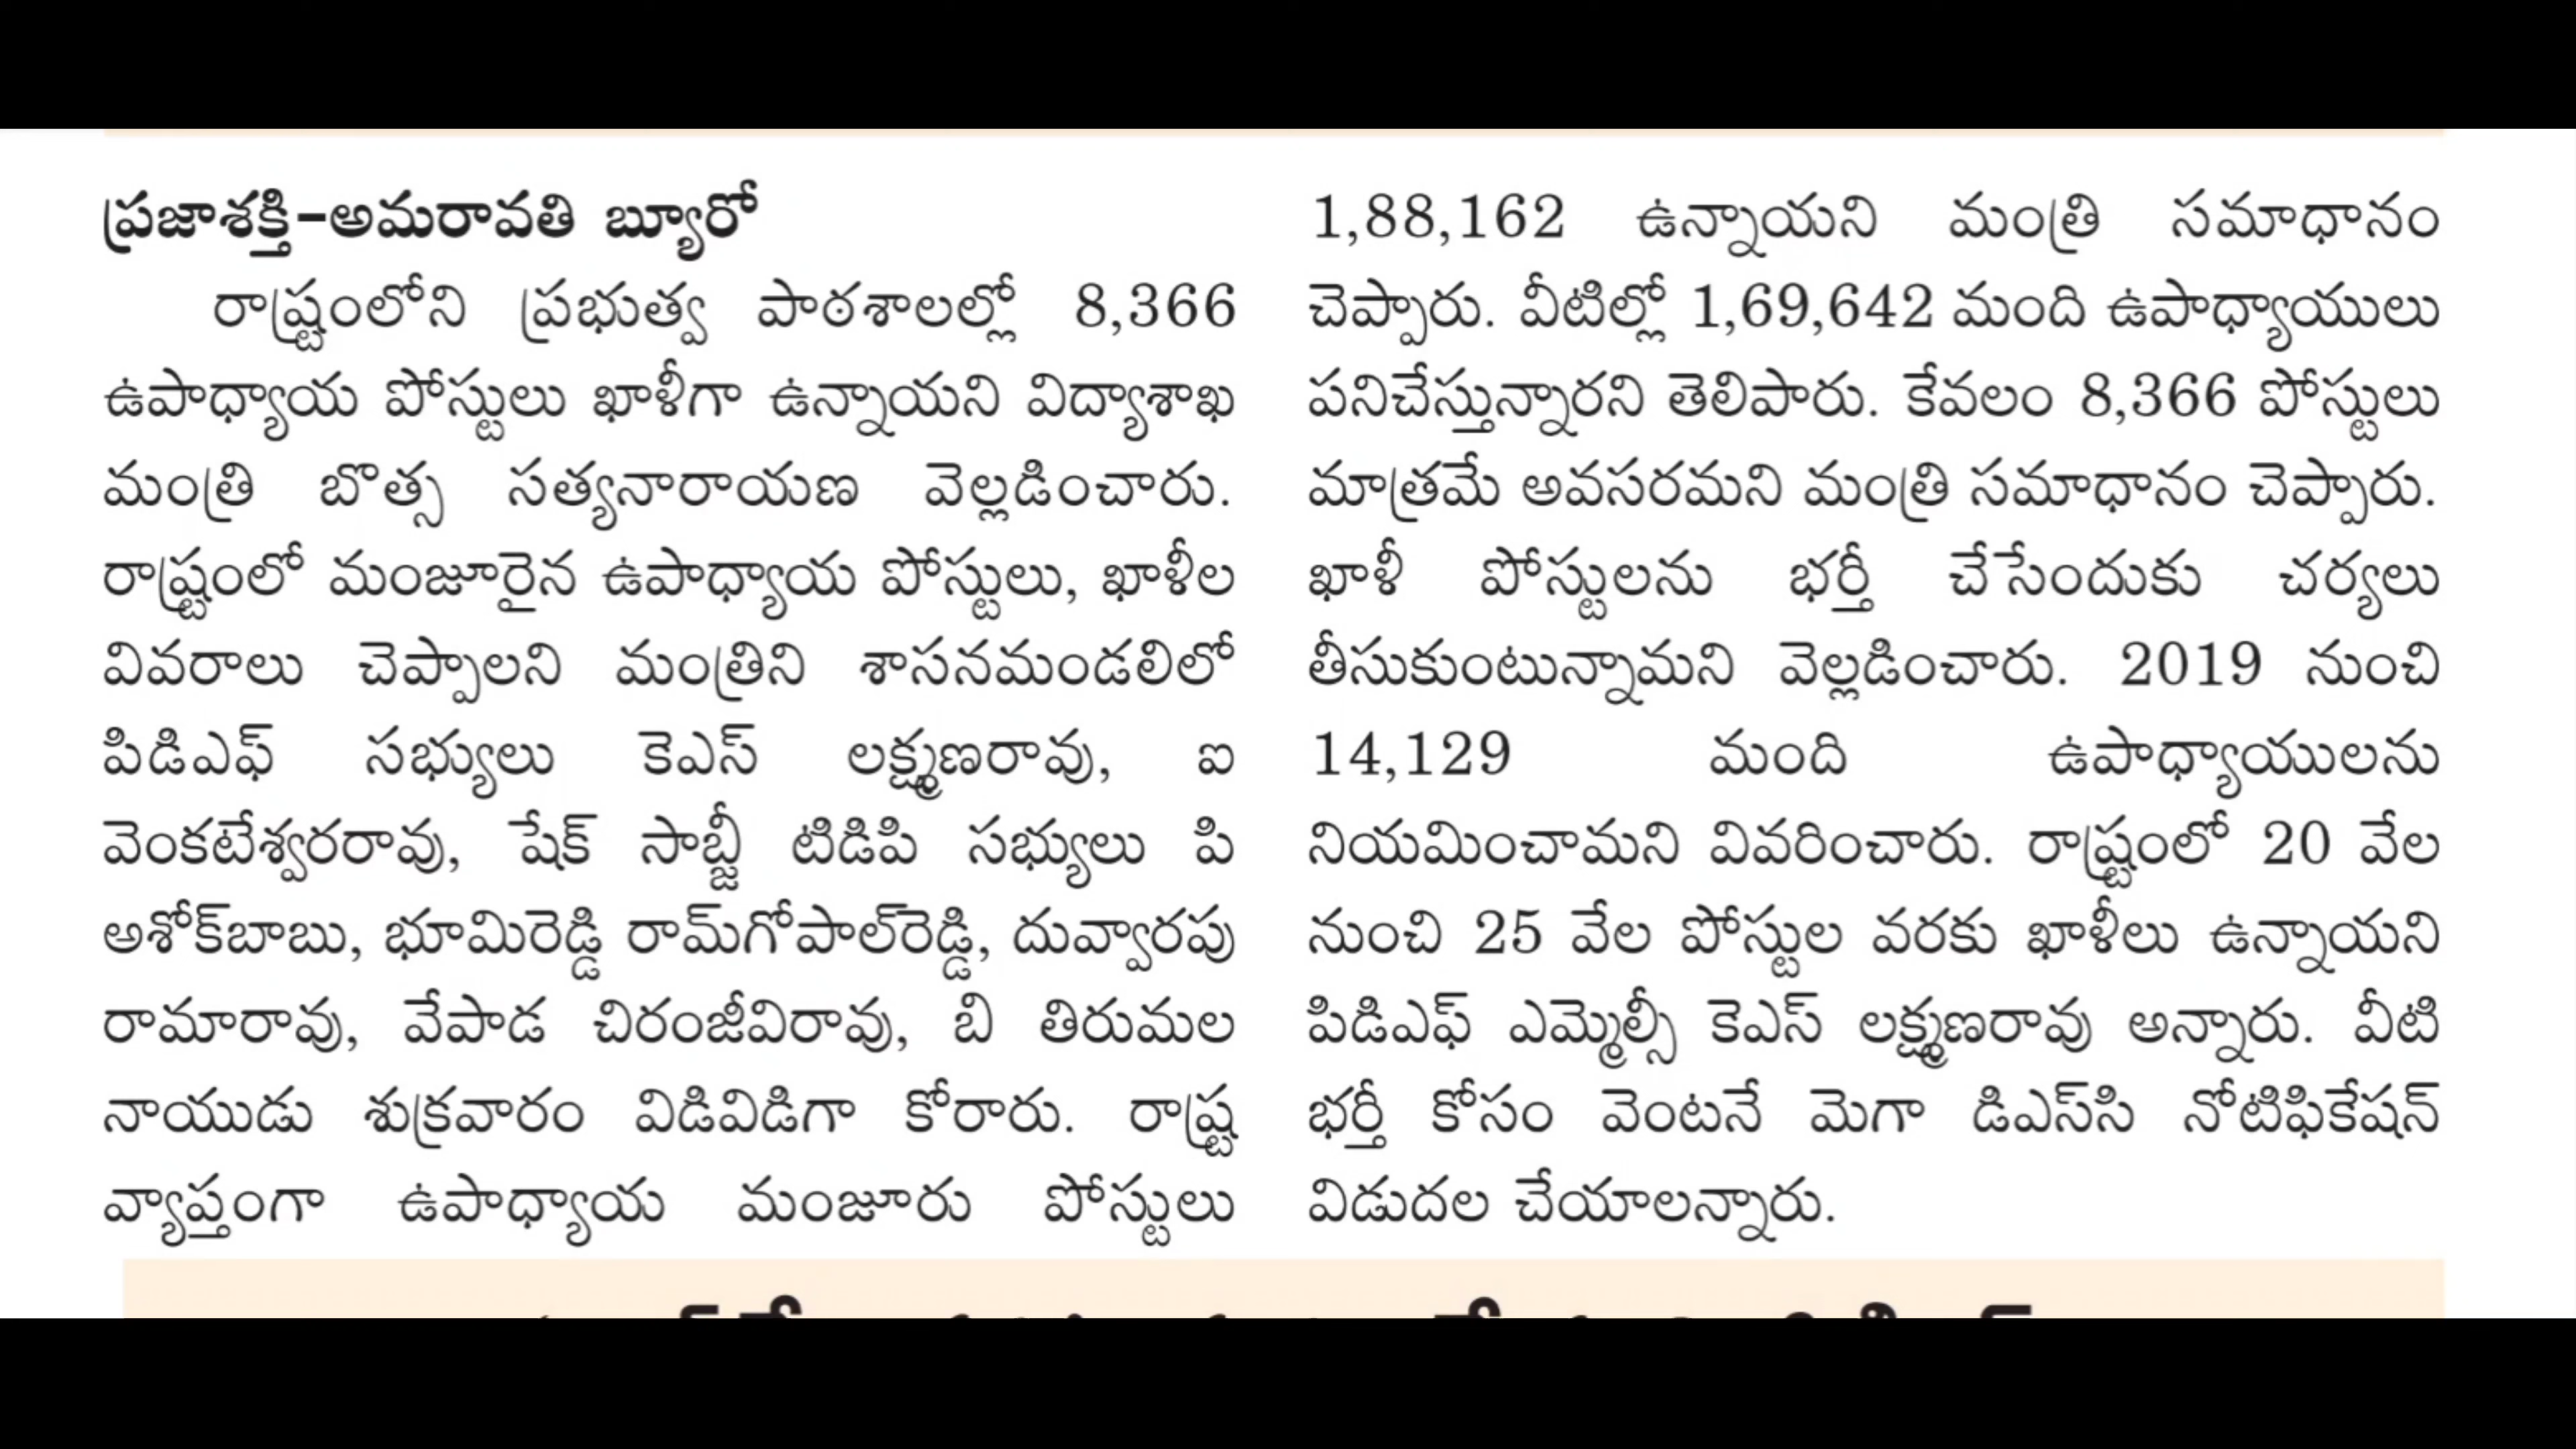 ప్రజాశక్తి-అమరావతి బ్యూరో
రాష్ట్రంలోని ప్రభుత్వ పాఠశాలల్లో 8,366
ఉపాధ్యాయ పోస్టులు ఖాళీగా ఉన్నాయని విద్యాశాఖ
మంత్రి బొత్స సత్యనారాయణ వెల్లడించారు.
రాష్ట్రంలో మంజూరైన ఉపాధ్యాయ పోస్టులు, ఖాళీల
వివరాలు చెప్పాలని మంత్రిని శాసనమండలిలో
పిడిఎఫ్ సభ్యులు కెఎస్ లక్ష్మణరావు, ఐ
వెంకటేశ్వరరావు, షేక్ సాబ్జీ టిడిపి సభ్యులు పి
అశోక్‌బాబు, భూమిరెడ్డి రామ్‌గోపాల్‌రెడ్డి, దువ్వారపు
రామారావు, వేపాడ చిరంజీవిరావు, బి తిరుమల
నాయుడు శుక్రవారం విడివిడిగా కోరారు. రాష్ట్ర
వ్యాప్తంగా ఉపాధ్యాయ మంజూరు పోస్టులు
1,88,162 ఉన్నాయని మంత్రి సమాధానం
చెప్పారు. వీటిల్లో 1,69,642 మంది ఉపాధ్యాయులు
పనిచేస్తున్నారని తెలిపారు. కేవలం 8,366 పోస్టులు
మాత్రమే అవసరమని మంత్రి సమాధానం చెప్పారు.
ఖాళీ పోస్టులను భర్తీ చేసేందుకు చర్యలు
తీసుకుంటున్నామని వెల్లడించారు. 2019 నుంచి
14,129 మంది ఉపాధ్యాయులను
నియమించామని వివరించారు. రాష్ట్రంలో 20 వేల
నుంచి 25 వేల పోస్టుల వరకు ఖాళీలు ఉన్నాయని
పిడిఎఫ్ ఎమ్మెల్సీ కెఎస్ లక్ష్మణరావు అన్నారు. వీటి
భర్తీ కోసం వెంటనే మెగా డిఎస్‌సి నోటిఫికేషన్
విడుదల చేయాలన్నారు.